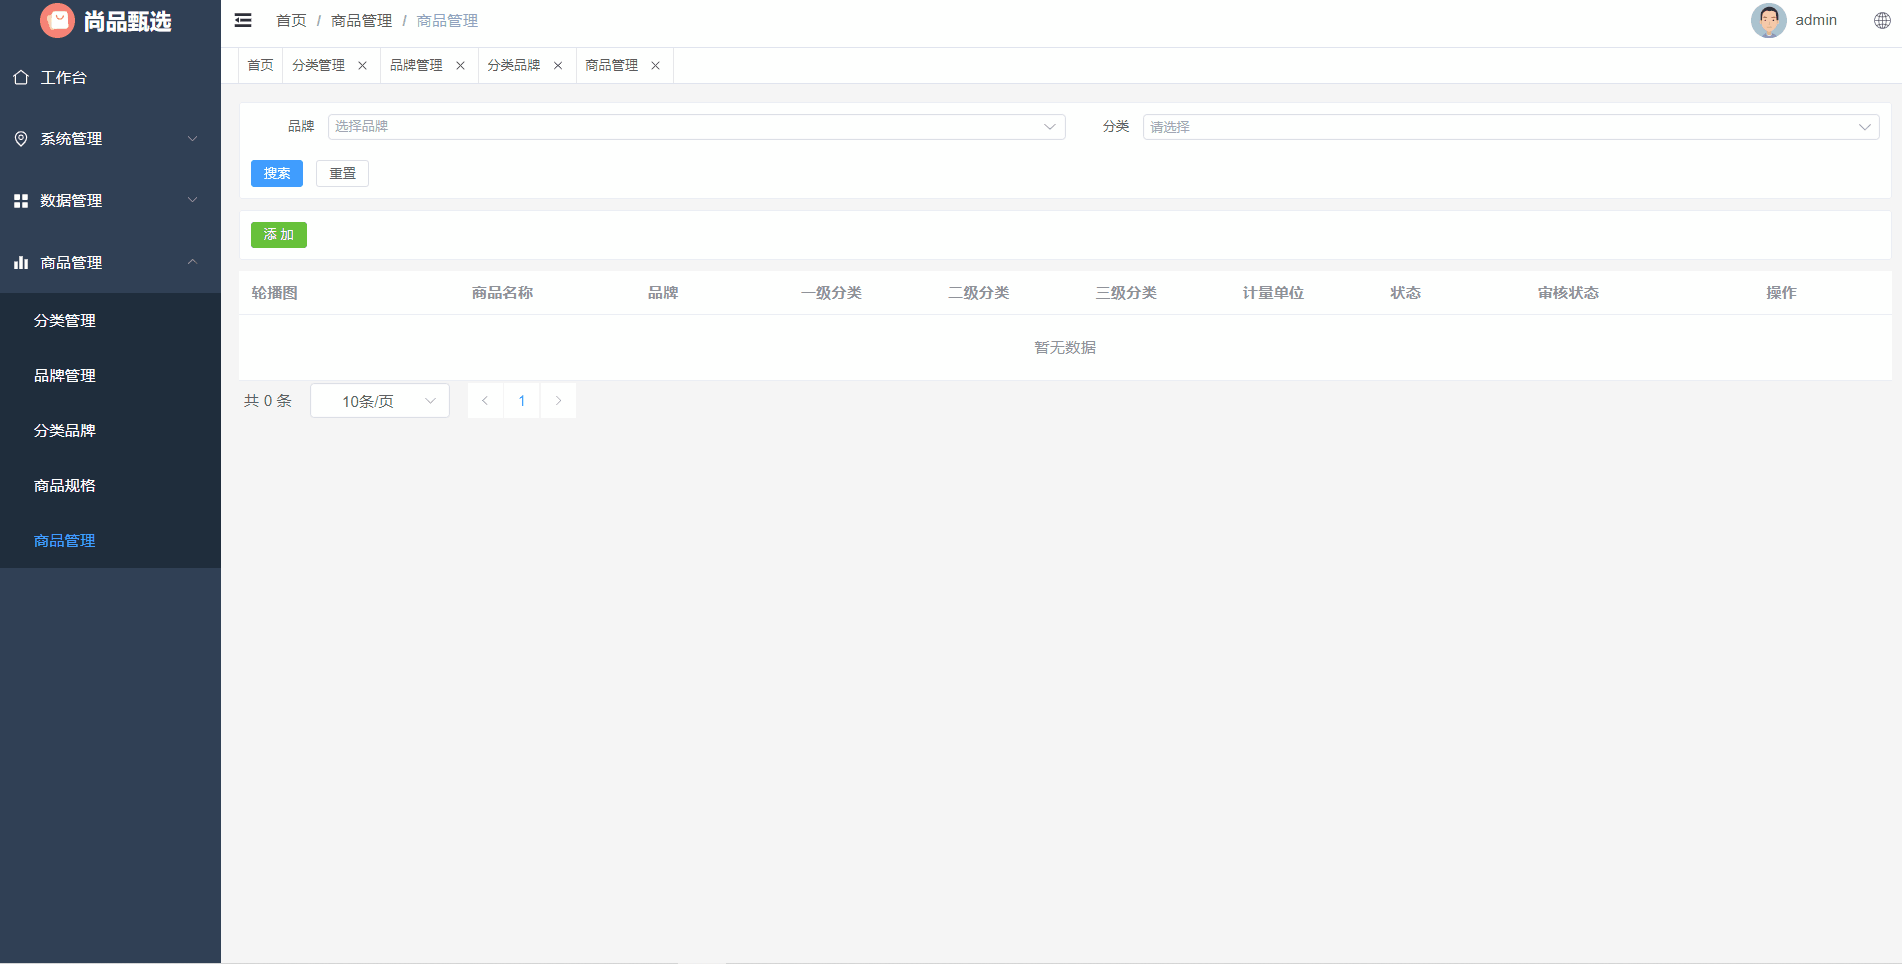 尚品甄选
工作台
系统管理
数据管理
商品管理
分类管理
品牌管理
分类品牌
商品规格
商品管理
首页 / 商品管理 / 商品管理
admin
首页 分类管理 品牌管理 分类品牌 商品管理
品牌 选择品牌 分类 请选择
搜索 重置
添 加
轮播图 商品名称 品牌 一级分类 二级分类 三级分类 计量单位 状态 审核状态 操作
暂无数据
共 0 条 10条/页 1